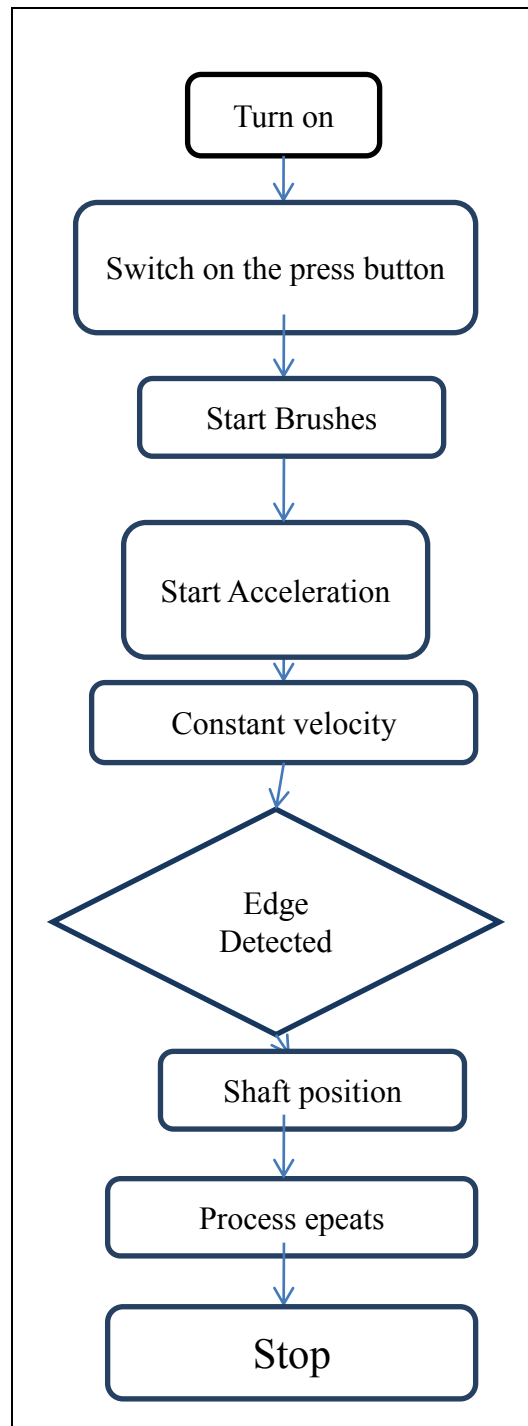 Turn on
Switch on the press button
Start Brushes
Start Acceleration
Constant velocity
Edge
Detected
Shaft position
Process epeats
Stop